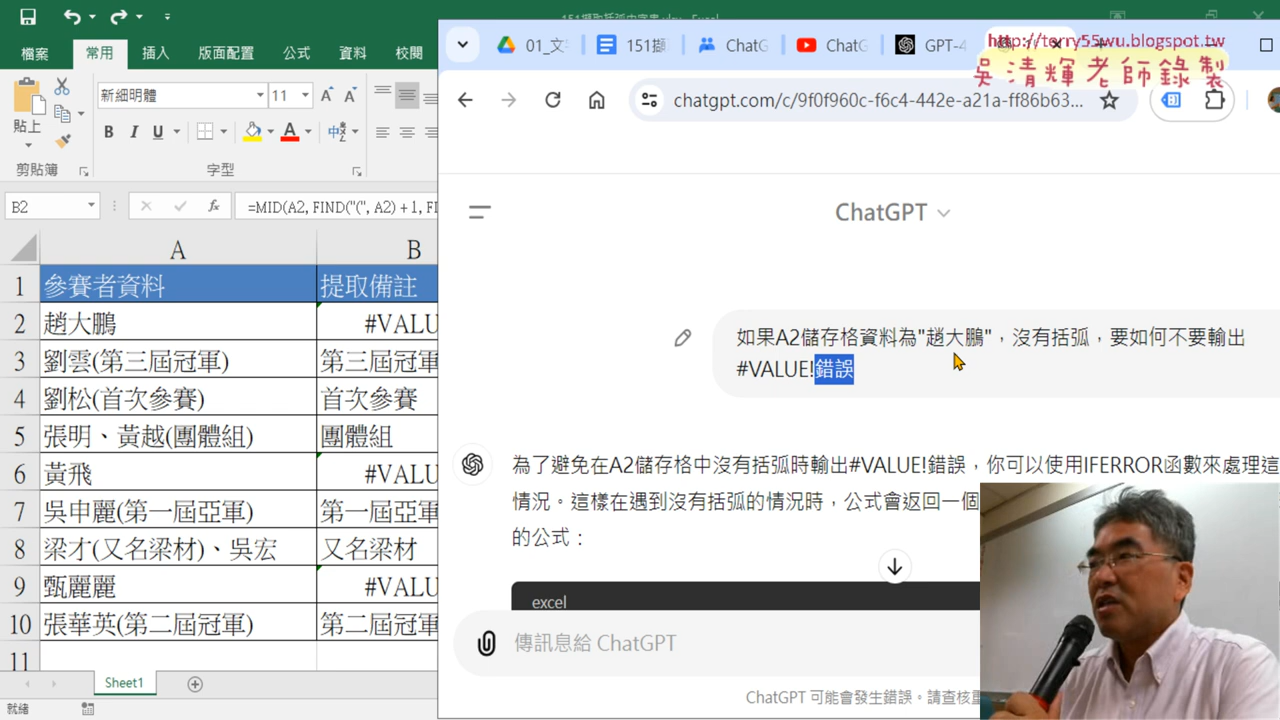 檔案 常用 插入 版面配置 公式 資料 校閱
新細明體 11
貼上
B I U A 中
剪貼簿 字型
B2 fx =MID(A2, FIND("(", A2) + 1, FI
A B
1 參賽者資料 提取備註
2 趙大鵬 #VALU
3 劉雲(第三屆冠軍) 第三屆冠軍
4 劉松(首次參賽) 首次參賽
5 張明、黃越(團體組) 團體組
6 黃飛 #VALU
7 吳申麗(第一屆亞軍) 第一屆亞軍
8 梁才(又名梁材)、吳宏 又名梁材
9 甄麗麗 #VALU
10 張華英(第二屆冠軍) 第二屆冠軍
11
Sheet1
就緒
01_文 151擷 ChatG ChatG GPT-4
http://terry55wu.blogspot.tw
吳清輝老師錄製
chatgpt.com/c/9f0f960c-f6c4-442e-a21a-ff86b63...
ChatGPT
如果A2儲存格資料為"趙大鵬"，沒有括弧，要如何不要輸出
#VALUE!錯誤
為了避免在A2儲存格中沒有括弧時輸出#VALUE!錯誤，你可以使用IFERROR函數來處理這
情況。這樣在遇到沒有括弧的情況時，公式會返回一個
的公式：
excel
傳訊息給 ChatGPT
ChatGPT 可能會發生錯誤。請查核重